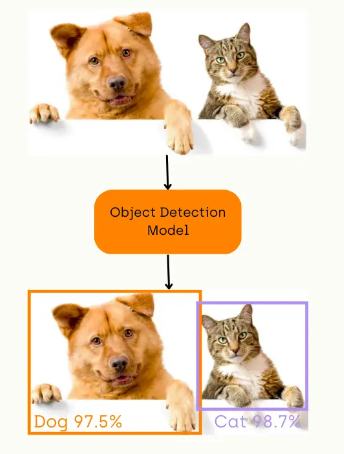 Object Detection
Model
Dog 97.5%
Cat 98.7%